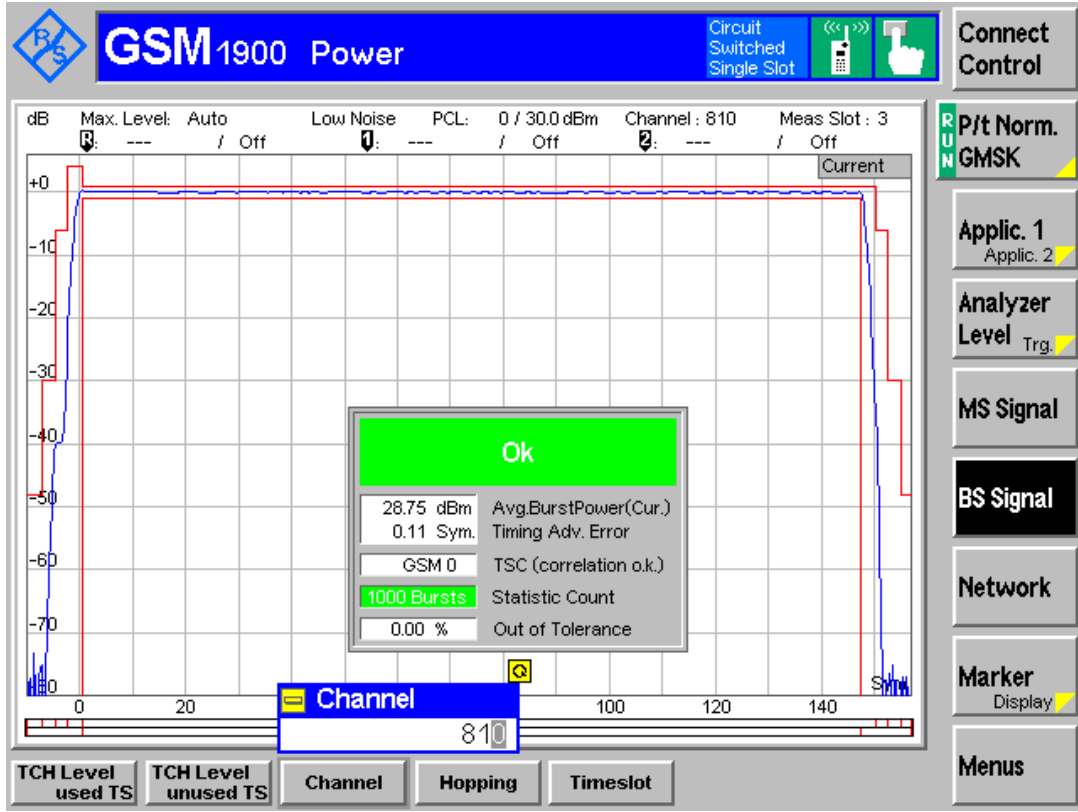 R/S
GSM 1900 Power
Circuit
Switched
Single Slot
Connect
Control
dB Max. Level: Auto Low Noise PCL: 0 / 30.0 dBm Channel : 810 Meas Slot : 3
R: --- / Off 1: --- / Off 2: --- / Off
Current
+0
-10
-20
-30
-40
-50
-60
-70
-80
Ok
28.75 dBm Avg.BurstPower(Cur.)
0.11 Sym. Timing Adv. Error
GSM 0 TSC (correlation o.k.)
1000 Bursts Statistic Count
0.00 % Out of Tolerance
Sym
0 20 100 120 140
Channel
810
RUN
P/t Norm.
GMSK
Applic. 1
Applic. 2
Analyzer
Level Trg.
MS Signal
BS Signal
Network
Marker
Display
Menus
TCH Level
used TS
TCH Level
unused TS
Channel
Hopping
Timeslot